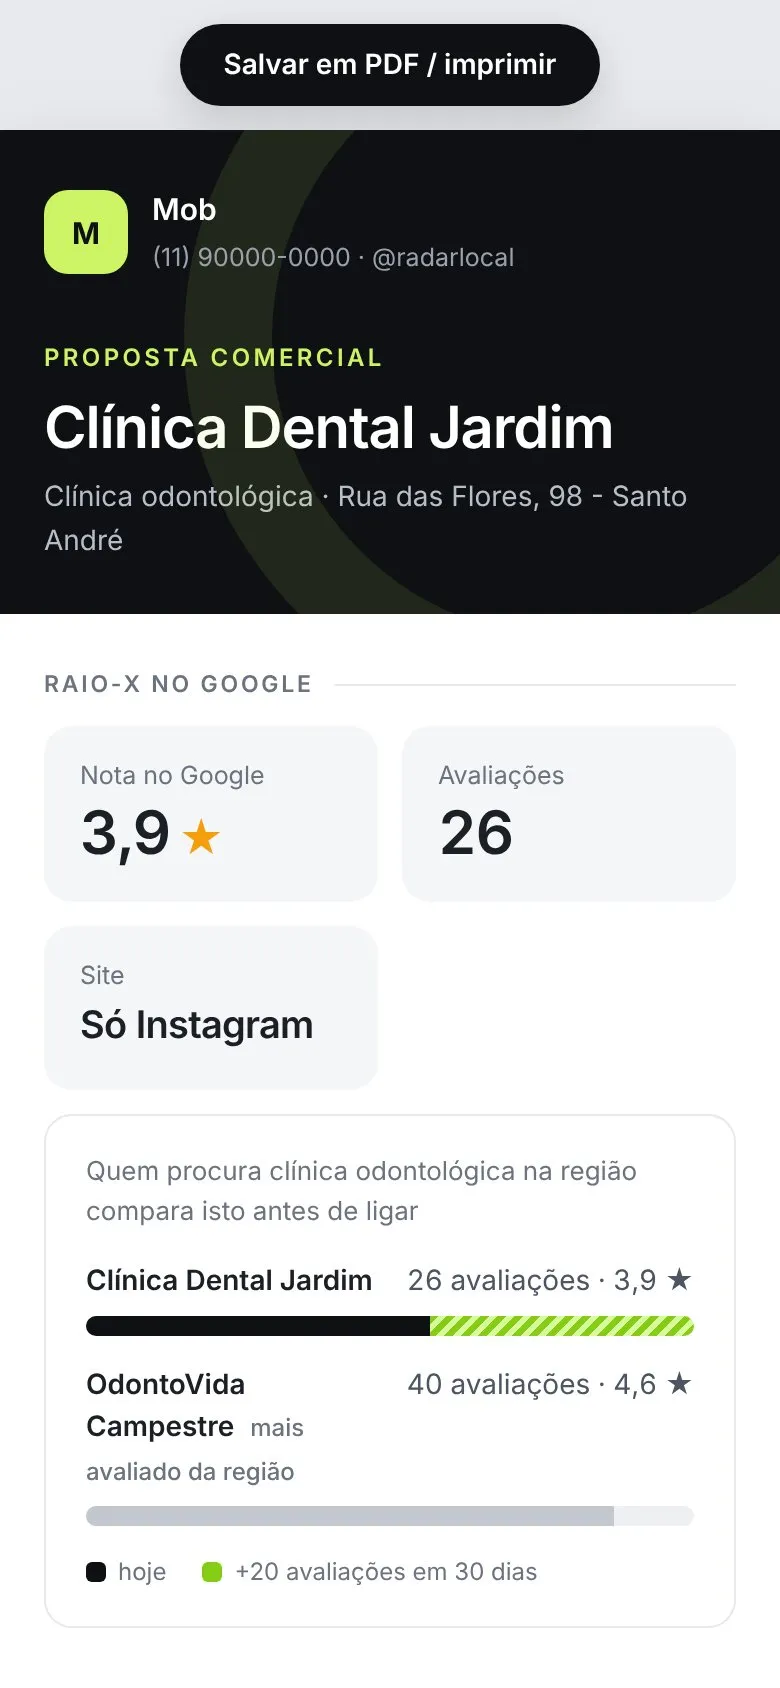 Salvar em PDF / imprimir
M
Mob
(11) 90000-0000 · @radarlocal
PROPOSTA COMERCIAL
Clínica Dental Jardim
Clínica odontológica · Rua das Flores, 98 - Santo
André
RAIO-X NO GOOGLE
Nota no Google
3,9 ★
Avaliações
26
Site
Só Instagram
Quem procura clínica odontológica na região
compara isto antes de ligar
Clínica Dental Jardim 26 avaliações · 3,9 ★
OdontoVida 40 avaliações · 4,6 ★
Campestre mais
avaliado da região
hoje +20 avaliações em 30 dias